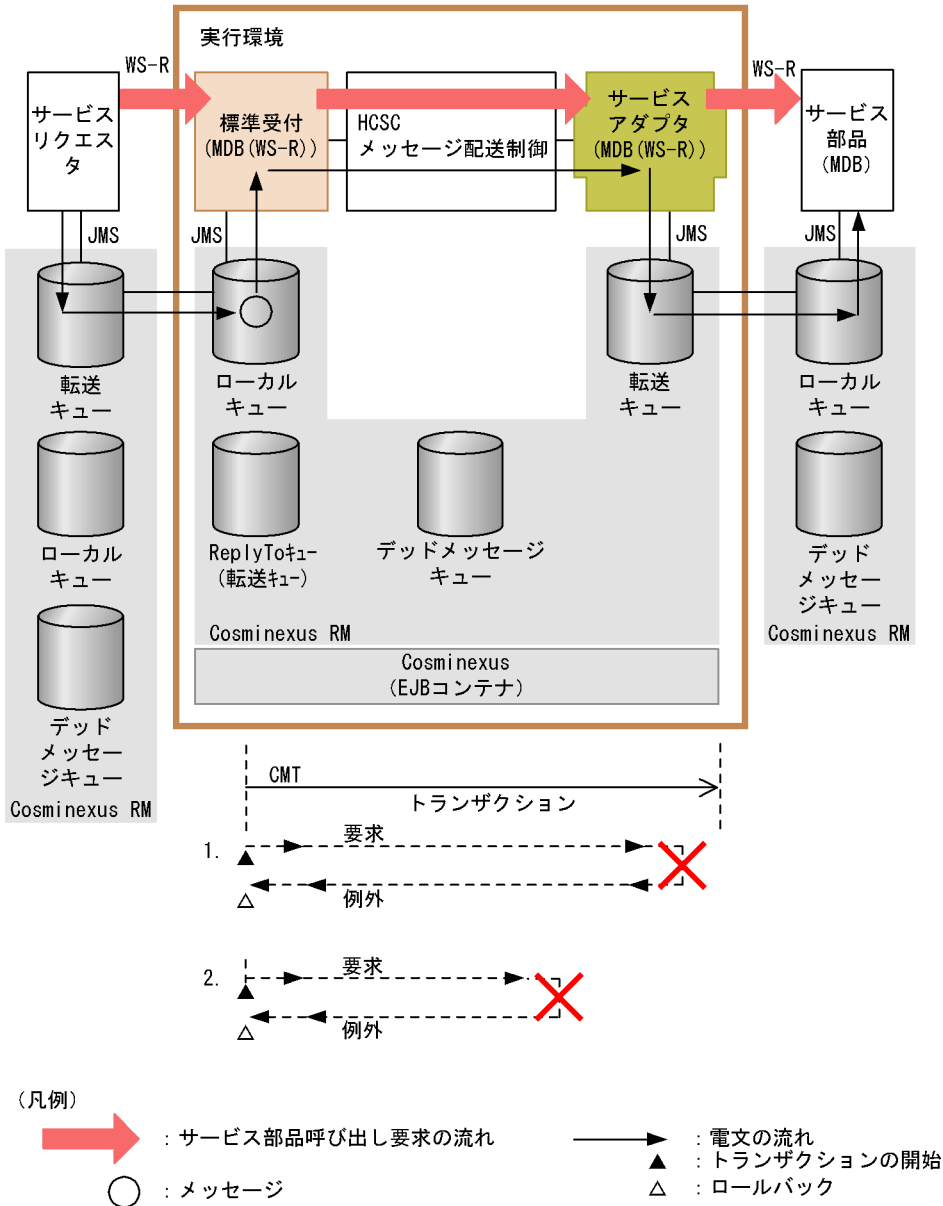 実行環境
WS-R
WS-R
サービス
リクエス
タ
標準受付
(MDB(WS-R))
HCSC
メッセージ配送制御
サービス
アダプタ
(MDB(WS-R))
サービス
部品
(MDB)
JMS
JMS
JMS
JMS
転送
キュー
ローカル
キュー
転送
キュー
ローカル
キュー
ローカル
キュー
ReplyToキュー
(転送キュー)
デッドメッセージ
キュー
デッド
メッセー
ジキュー
Cosminexus RM
Cosminexus RM
Cosminexus
(EJBコンテナ)
デッド
メッセー
ジキュー
Cosminexus RM
CMT
トランザクション
1.
要求
例外
2.
要求
例外
(凡例)
:サービス部品呼び出し要求の流れ
:電文の流れ
:トランザクションの開始
:メッセージ
:ロールバック